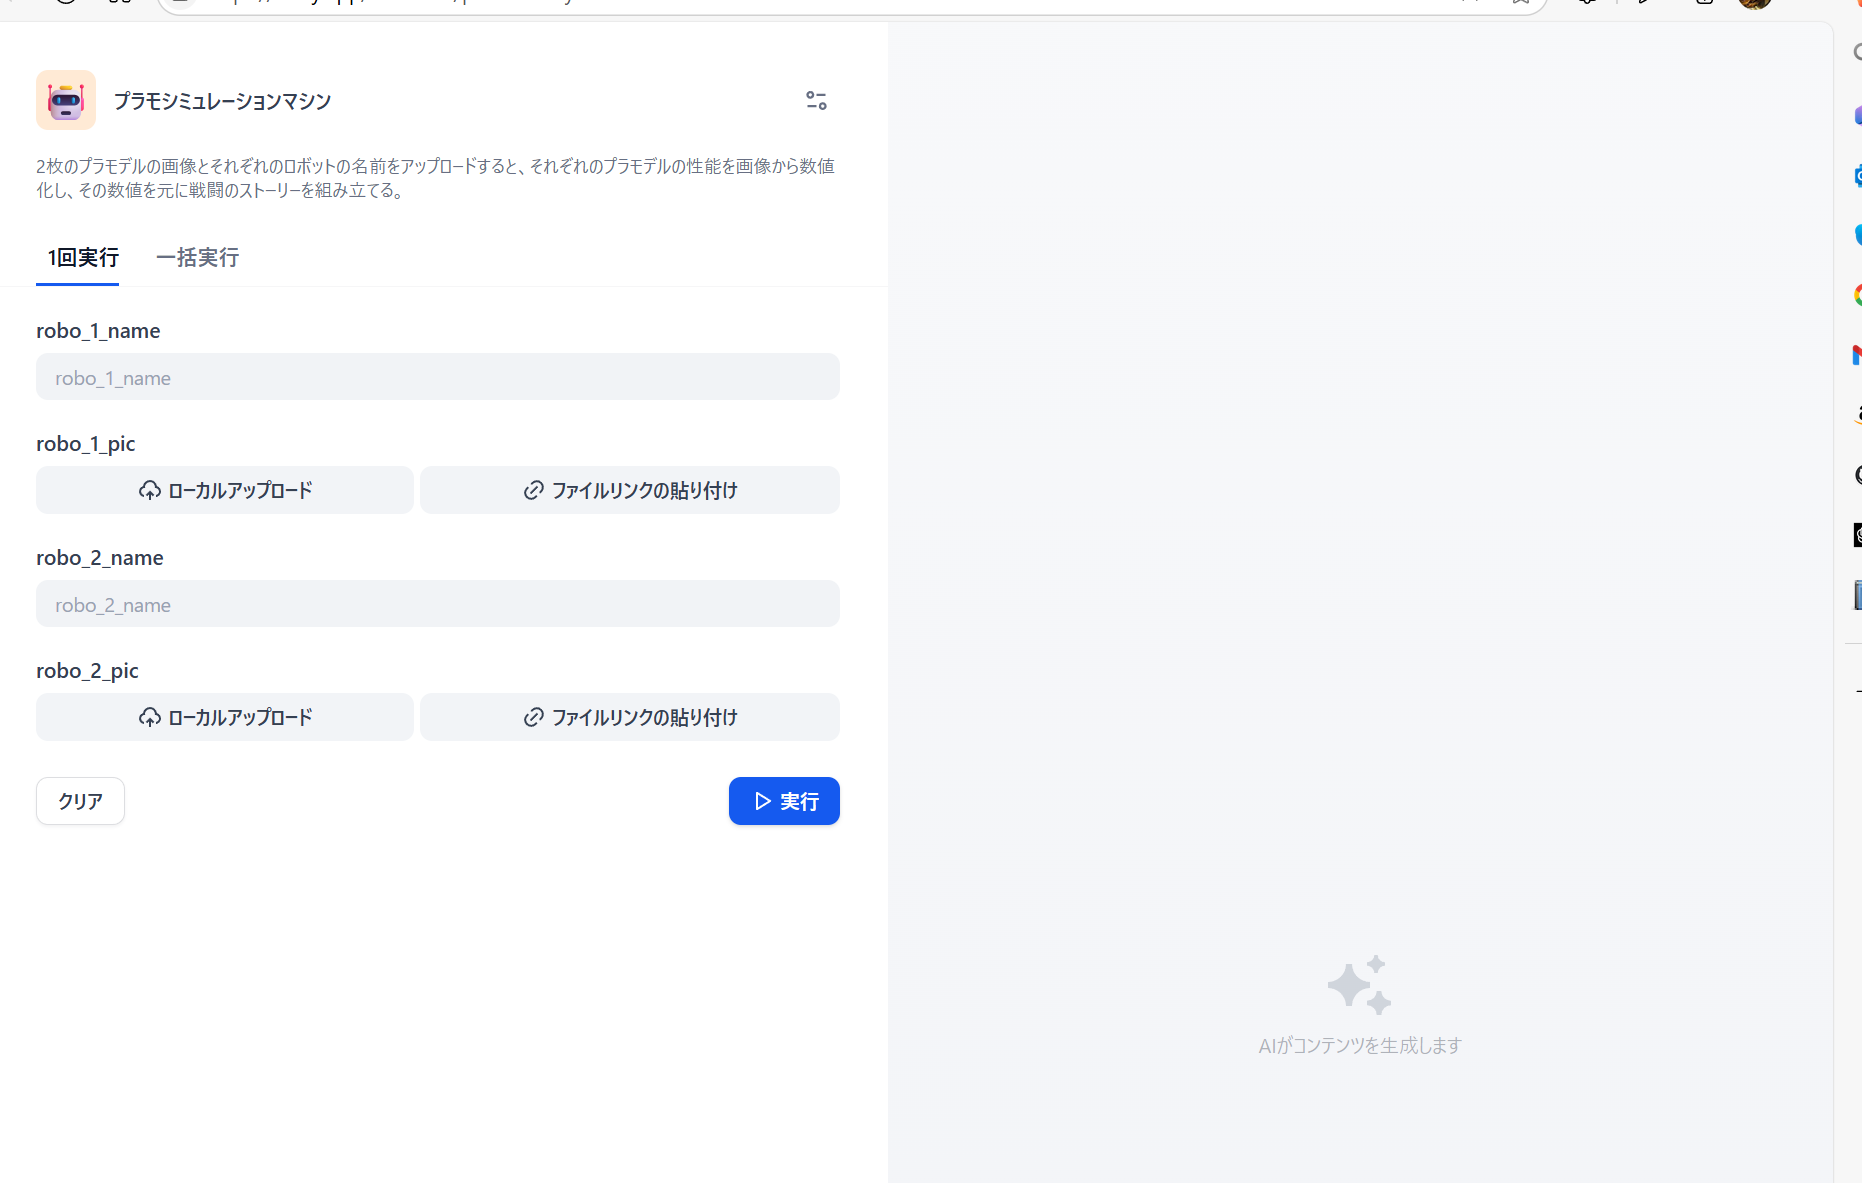 プラモシミュレーションマシン
2枚のプラモデルの画像とそれぞれのロボットの名前をアップロードすると、それぞれのプラモデルの性能を画像から数値
化し、その数値を元に戦闘のストーリーを組み立てる。
1回実行 一括実行
robo_1_name
robo_1_name
robo_1_pic
ローカルアップロード ファイルリンクの貼り付け
robo_2_name
robo_2_name
robo_2_pic
ローカルアップロード ファイルリンクの貼り付け
クリア 実行
AIがコンテンツを生成します